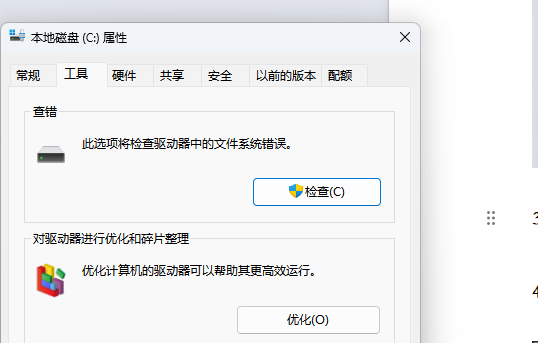 本地磁盘 (C:) 属性
常规 工具 硬件 共享 安全 以前的版本 配额
查错
此选项将检查驱动器中的文件系统错误。
检查(C)
对驱动器进行优化和碎片整理
优化计算机的驱动器可以帮助其更高效运行。
优化(O)